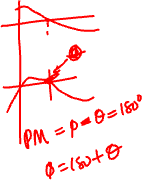 Φ
PM = P - θ = 180°
φ = 180 + θ